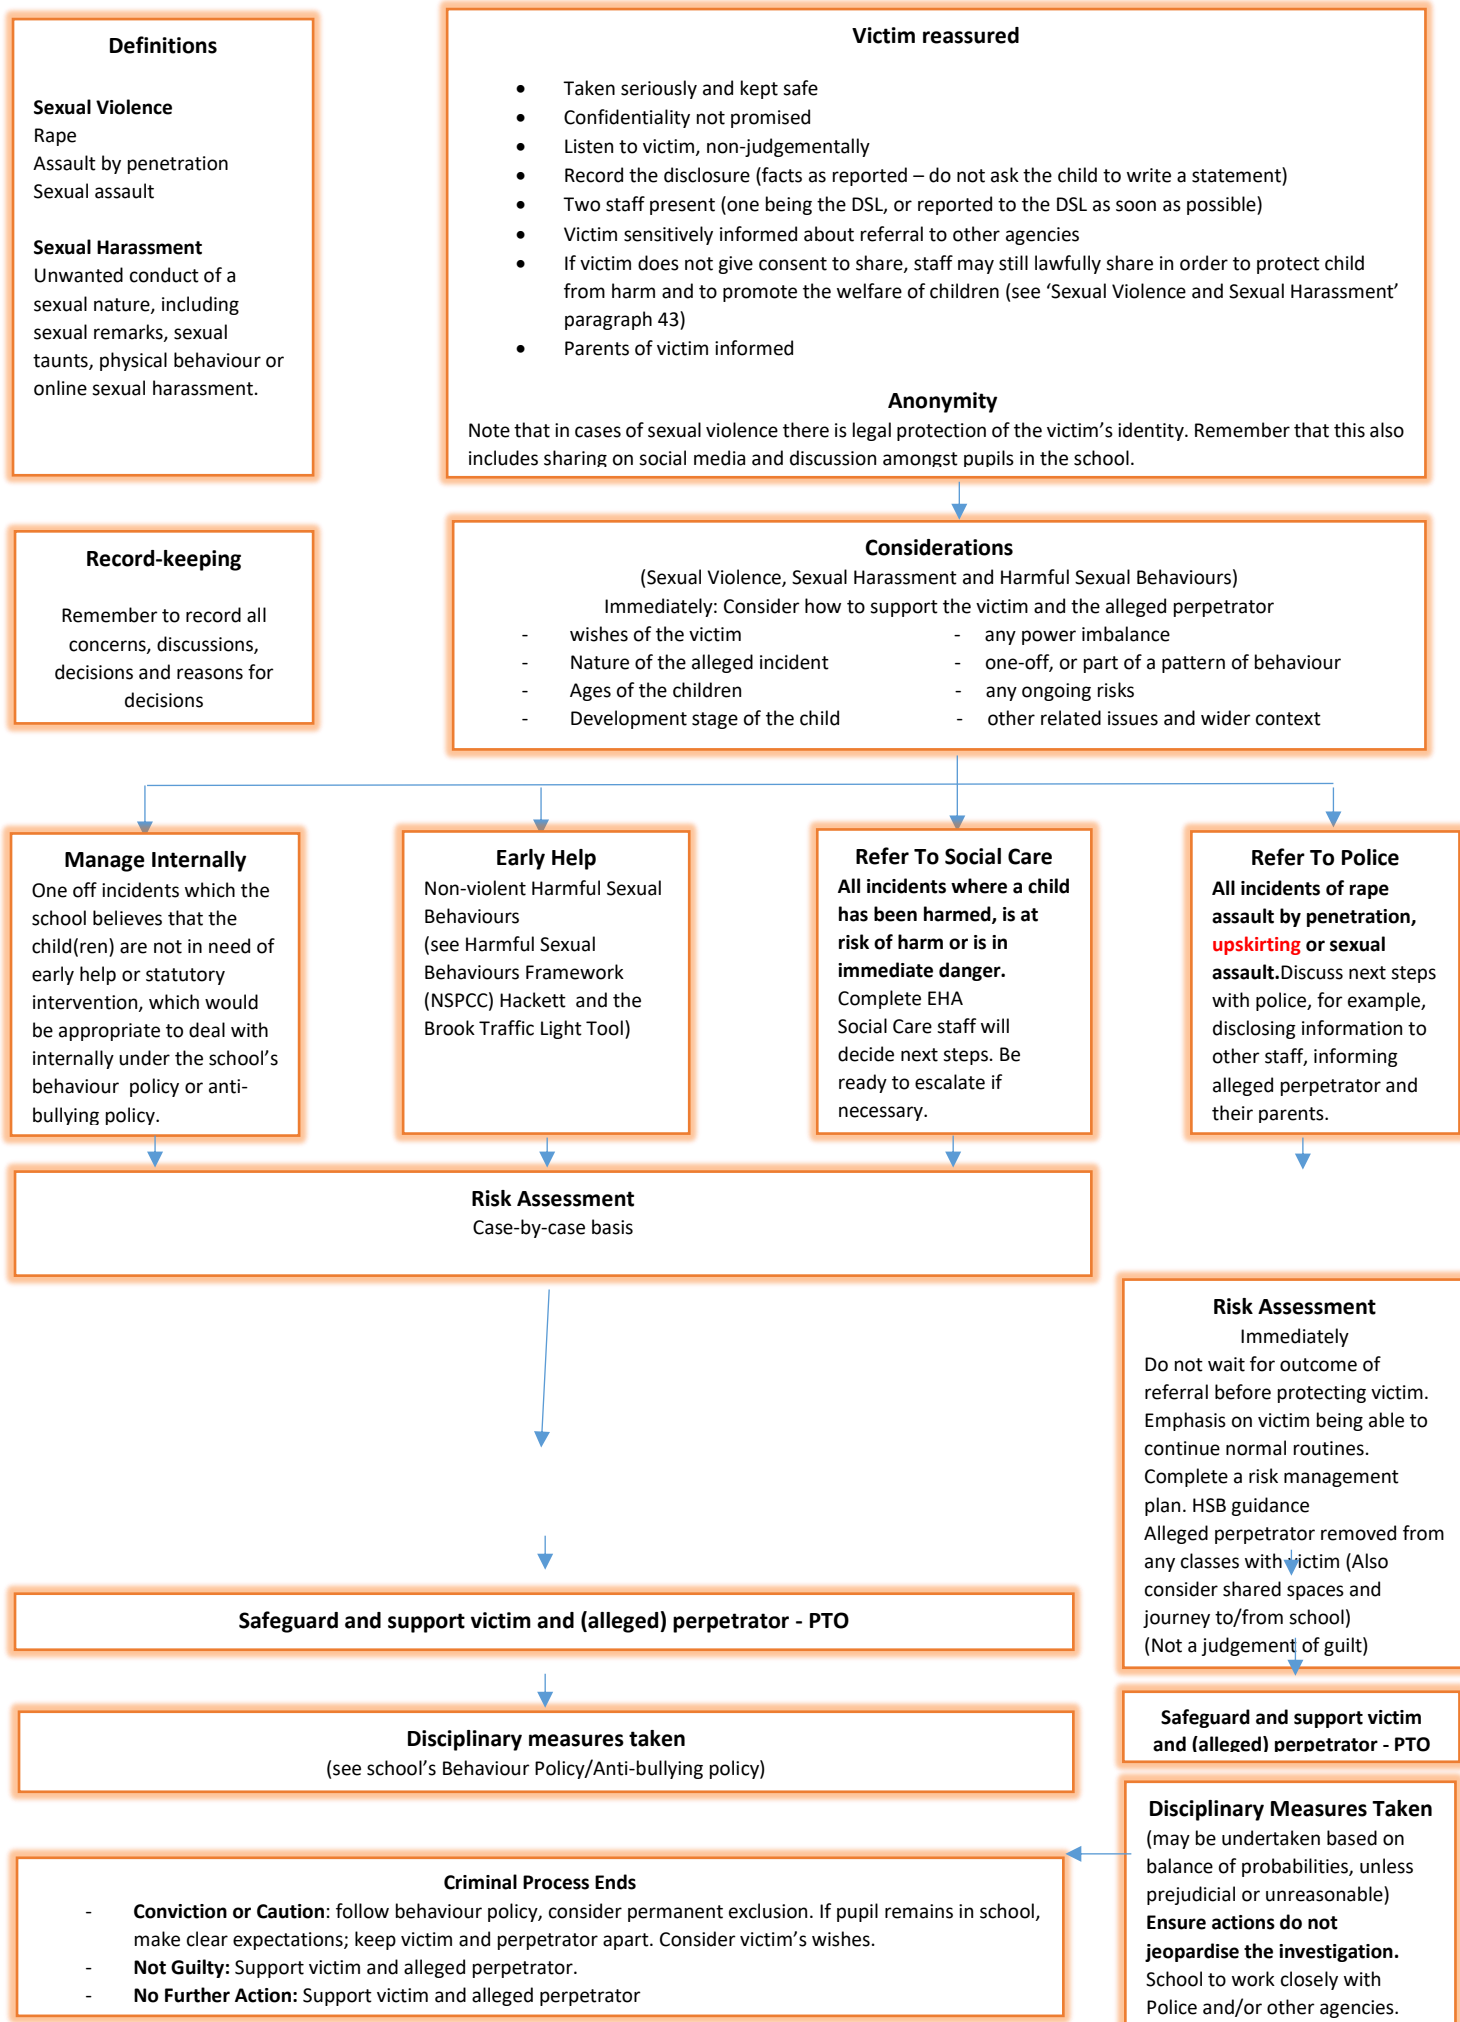 Definitions
Sexual Violence
Rape
Assault by penetration
Sexual assault
Sexual Harassment
Unwanted conduct of a
sexual nature, including
sexual remarks, sexual
taunts, physical behaviour or
online sexual harassment.
Victim reassured
• Taken seriously and kept safe
• Confidentiality not promised
• Listen to victim, non-judgementally
• Record the disclosure (facts as reported – do not ask the child to write a statement)
• Two staff present (one being the DSL, or reported to the DSL as soon as possible)
• Victim sensitively informed about referral to other agencies
• If victim does not give consent to share, staff may still lawfully share in order to protect child
from harm and to promote the welfare of children (see ‘Sexual Violence and Sexual Harassment’
paragraph 43)
• Parents of victim informed
Anonymity
Note that in cases of sexual violence there is legal protection of the victim’s identity. Remember that this also
includes sharing on social media and discussion amongst pupils in the school.
Record-keeping
Remember to record all
concerns, discussions,
decisions and reasons for
decisions
Considerations
(Sexual Violence, Sexual Harassment and Harmful Sexual Behaviours)
Immediately: Consider how to support the victim and the alleged perpetrator
- wishes of the victim - any power imbalance
- Nature of the alleged incident - one-off, or part of a pattern of behaviour
- Ages of the children - any ongoing risks
- Development stage of the child - other related issues and wider context
Manage Internally
One off incidents which the
school believes that the
child(ren) are not in need of
early help or statutory
intervention, which would
be appropriate to deal with
internally under the school’s
behaviour policy or anti-
bullying policy.
Early Help
Non-violent Harmful Sexual
Behaviours
(see Harmful Sexual
Behaviours Framework
(NSPCC) Hackett and the
Brook Traffic Light Tool)
Refer To Social Care
All incidents where a child
has been harmed, is at
risk of harm or is in
immediate danger.
Complete EHA
Social Care staff will
decide next steps. Be
ready to escalate if
necessary.
Refer To Police
All incidents of rape
assault by penetration,
upskirting or sexual
assault.Discuss next steps
with police, for example,
disclosing information to
other staff, informing
alleged perpetrator and
their parents.
Risk Assessment
Case-by-case basis
Risk Assessment
Immediately
Do not wait for outcome of
referral before protecting victim.
Emphasis on victim being able to
continue normal routines.
Complete a risk management
plan. HSB guidance
Alleged perpetrator removed from
any classes with victim (Also
consider shared spaces and
journey to/from school)
(Not a judgement of guilt)
Safeguard and support victim and (alleged) perpetrator - PTO
Safeguard and support victim
and (alleged) perpetrator - PTO
Disciplinary measures taken
(see school’s Behaviour Policy/Anti-bullying policy)
Disciplinary Measures Taken
(may be undertaken based on
balance of probabilities, unless
prejudicial or unreasonable)
Ensure actions do not
jeopardise the investigation.
School to work closely with
Police and/or other agencies.
Criminal Process Ends
- Conviction or Caution: follow behaviour policy, consider permanent exclusion. If pupil remains in school,
make clear expectations; keep victim and perpetrator apart. Consider victim’s wishes.
- Not Guilty: Support victim and alleged perpetrator.
- No Further Action: Support victim and alleged perpetrator